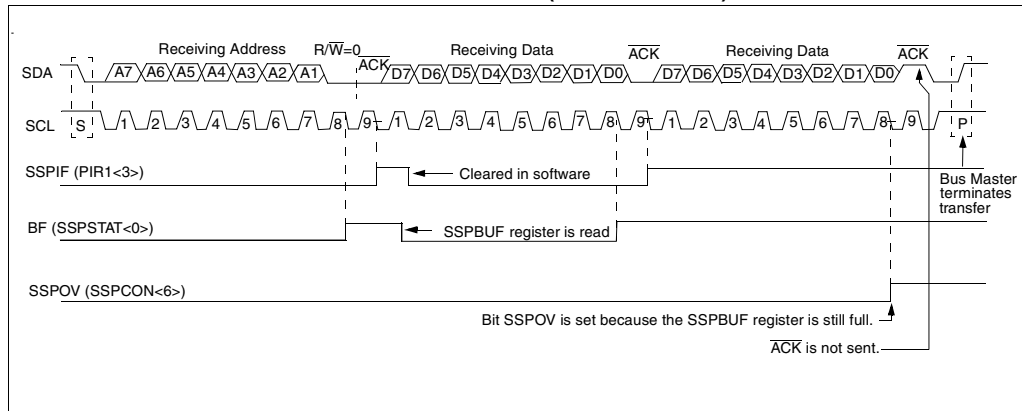 Receiving Address R/W̅=0 Receiving Data A̅C̅K̅ Receiving Data A̅C̅K̅
A̅C̅K̅
SDA A7 A6 A5 A4 A3 A2 A1 D7 D6 D5 D4 D3 D2 D1 D0 D7 D6 D5 D4 D3 D2 D1 D0
SCL S 1 2 3 4 5 6 7 8 9 1 2 3 4 5 6 7 8 9 1 2 3 4 5 6 7 8 9 P
SSPIF (PIR1<3>)
Cleared in software
Bus Master
terminates
transfer
BF (SSPSTAT<0>)
SSPBUF register is read
SSPOV (SSPCON<6>)
Bit SSPOV is set because the SSPBUF register is still full.
A̅C̅K̅ is not sent.